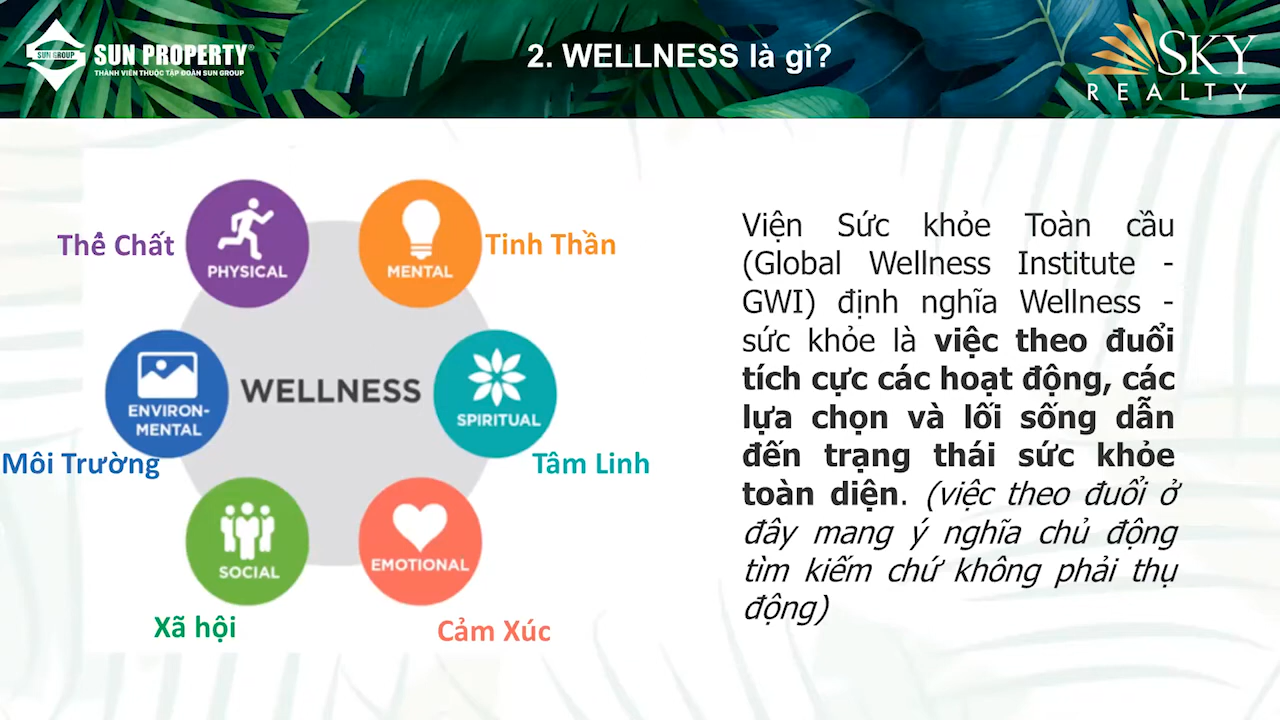 SUN GROUP
SUN PROPERTY®
THÀNH VIÊN THUỘC TẬP ĐOÀN SUN GROUP
2. WELLNESS là gì?
SKY
REALTY
Thể Chất
PHYSICAL
MENTAL
Tinh Thần
ENVIRON-
MENTAL
WELLNESS
SPIRITUAL
Môi Trường
Tâm Linh
SOCIAL
EMOTIONAL
Xã hội
Cảm Xúc
Viện Sức khỏe Toàn cầu
(Global Wellness Institute -
GWI) định nghĩa Wellness -
sức khỏe là việc theo đuổi
tích cực các hoạt động, các
lựa chọn và lối sống dẫn
đến trạng thái sức khỏe
toàn diện. (việc theo đuổi ở
đây mang ý nghĩa chủ động
tìm kiếm chứ không phải thụ
động)